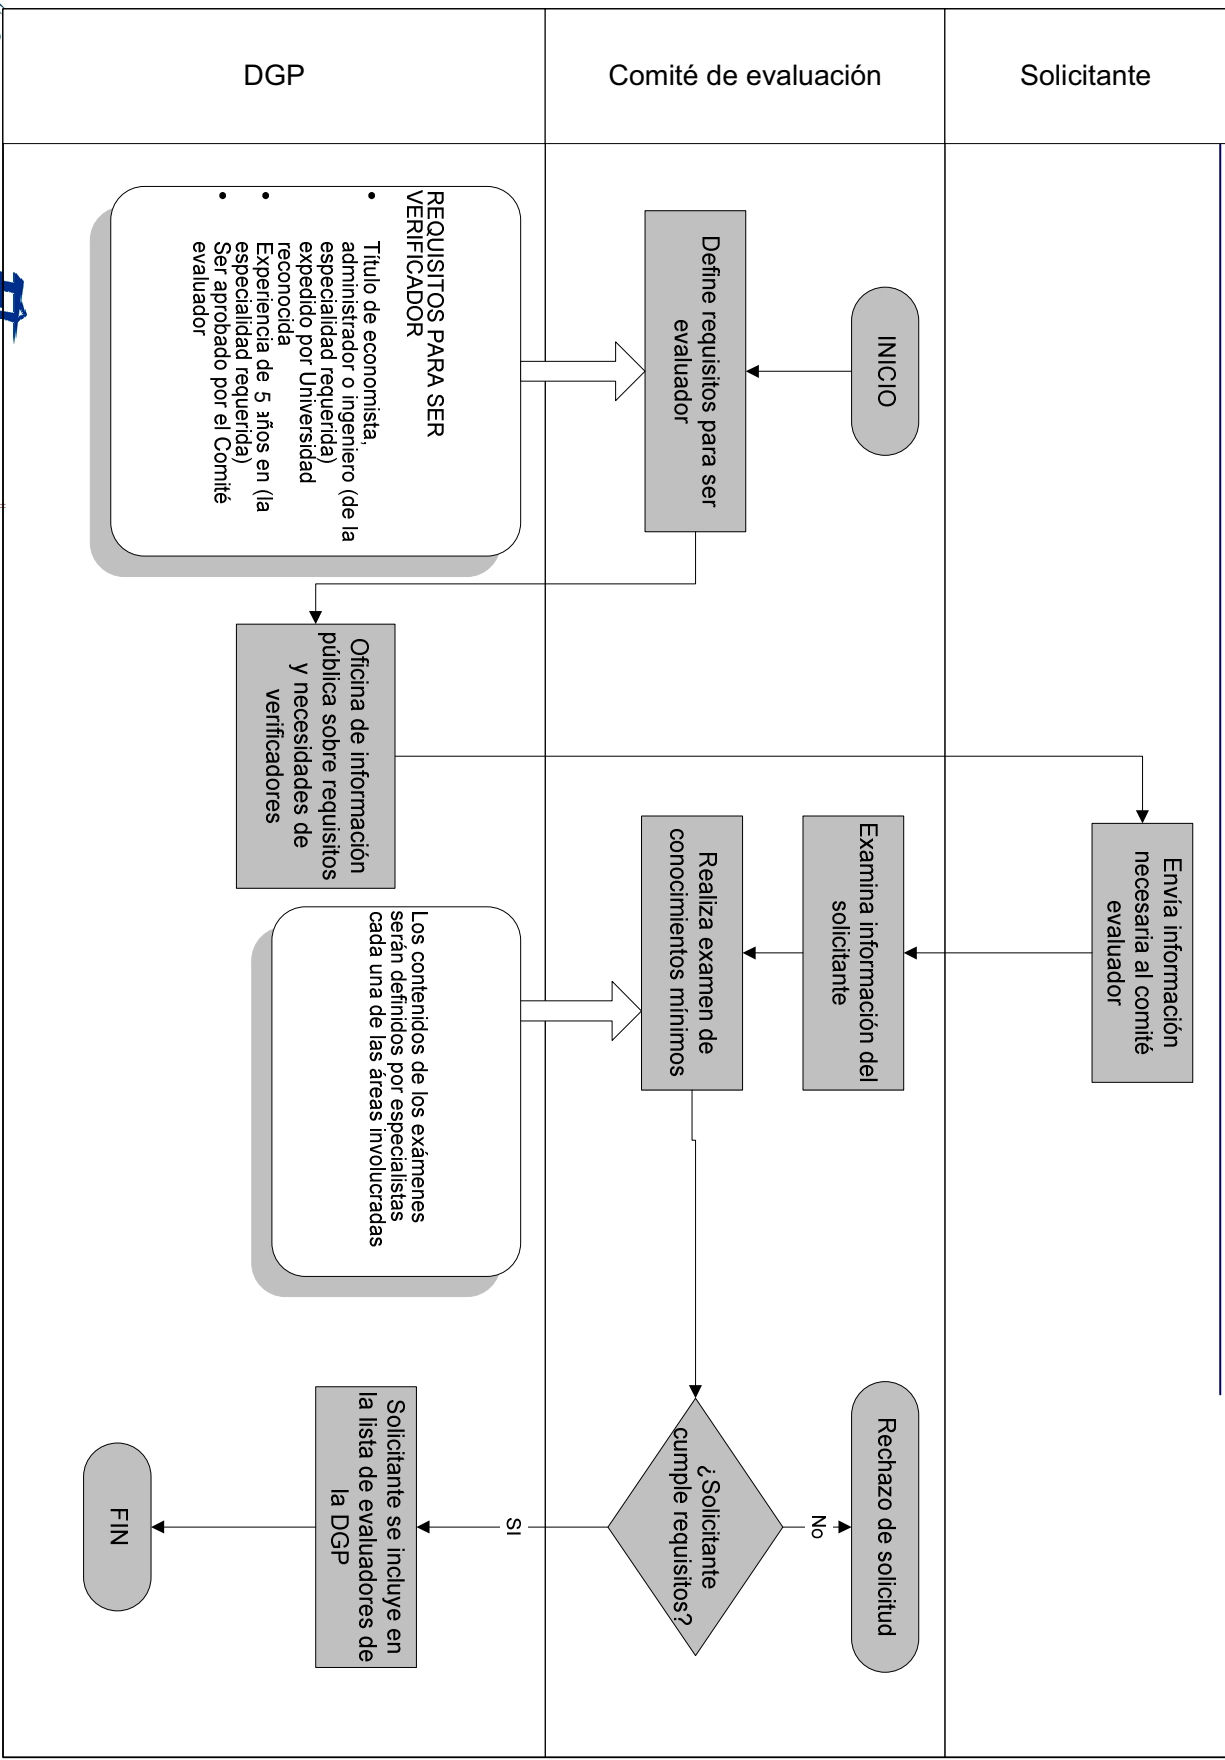 DGP
Comité de evaluación
Solicitante
INICIO
Define requisitos para ser
evaluador
REQUISITOS PARA SER
VERIFICADOR
• Título de economista,
administrador o ingeniero (de la
especialidad requerida)
expedido por Universidad
reconocida
• Experiencia de 5 años en (la
especialidad requerida)
• Ser aprobado por el Comité
evaluador
Oficina de información
pública sobre requisitos
y necesidades de
verificadores
Envía información
necesaria al comité
evaluador
Examina información del
solicitante
Realiza examen de
conocimientos mínimos
Los contenidos de los exámenes
serán definidos por especialistas
cada una de las áreas involucradas
¿Solicitante
cumple requisitos?
No
Rechazo de solicitud
SI
Solicitante se incluye en
la lista de evaluadores de
la DGP
FIN